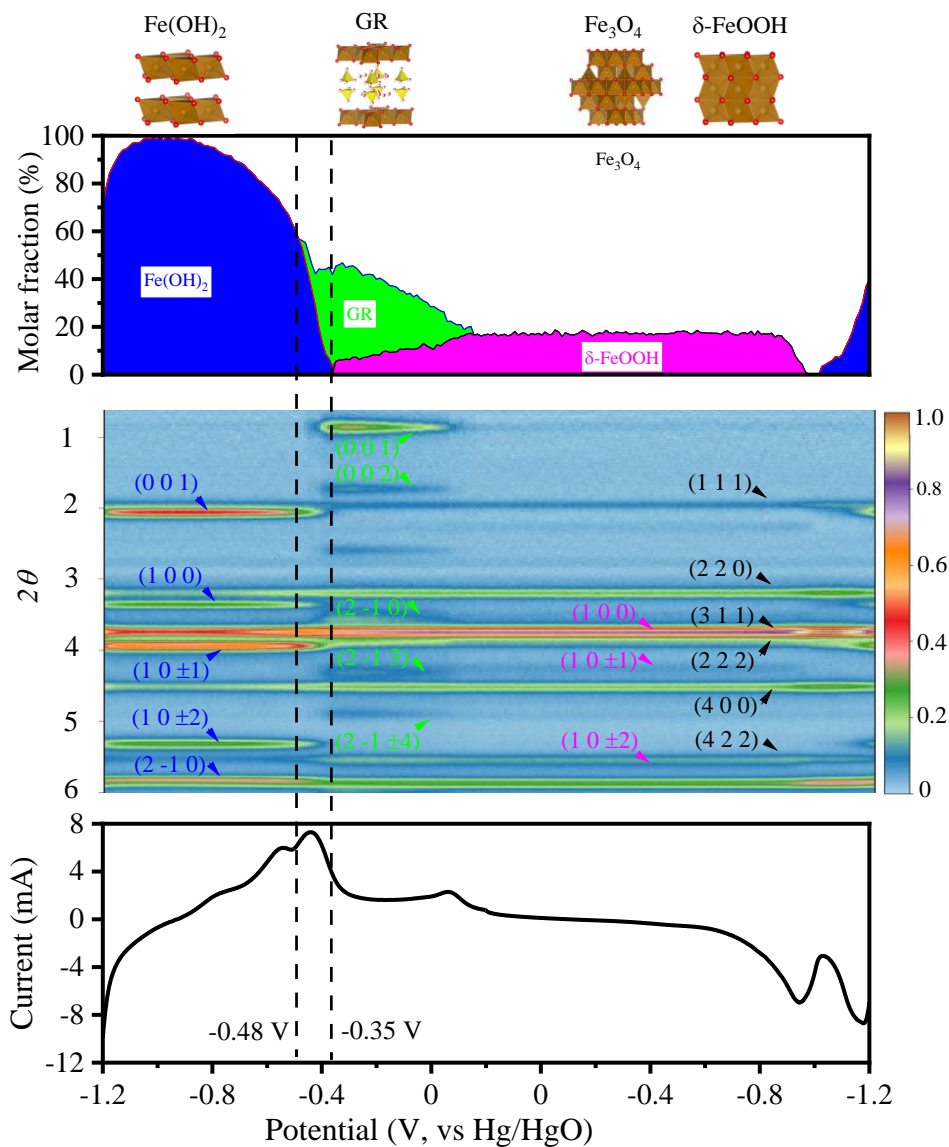 Fe(OH)₂ GR Fe₃O₄ δ-FeOOH
Molar fraction (%)
100
80
60
40
20
0
Fe₃O₄
Fe(OH)₂
GR
δ-FeOOH
2θ
1
2
3
4
5
6
(0 0 1)
(1 0 0)
(1 0 ±1)
(1 0 ±2)
(2 -1 0)
(0 0 1)
(0 0 2)
(2 -1 0)
(2 -1 3)
(2 -1 ±4)
(1 0 0)
(1 0 ±1)
(1 0 ±2)
(1 1 1)
(2 2 0)
(3 1 1)
(2 2 2)
(4 0 0)
(4 2 2)
1.0
0.8
0.6
0.4
0.2
0
Current (mA)
8
4
0
-4
-8
-12
-0.48 V
-0.35 V
-1.2 -0.8 -0.4 0 0 -0.4 -0.8 -1.2
Potential (V, vs Hg/HgO)